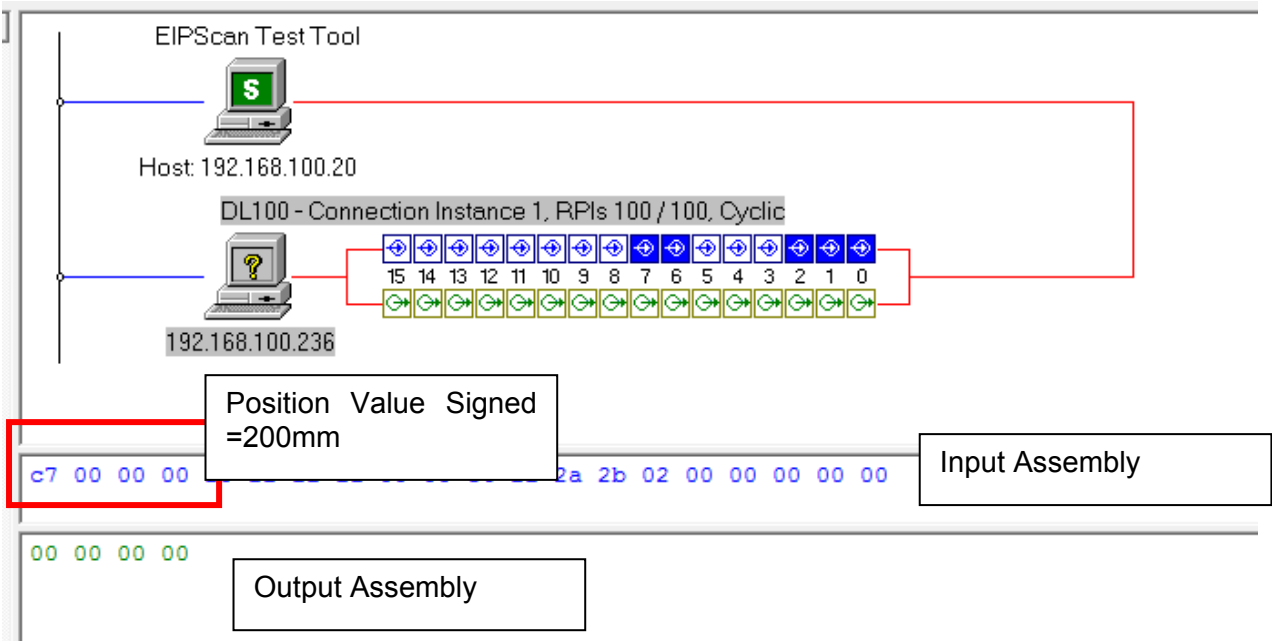 EIPScan Test Tool
S
Host: 192.168.100.20
DL100 - Connection Instance 1, RPIs 100 / 100, Cyclic
?
15 14 13 12 11 10 9 8 7 6 5 4 3 2 1 0
192.168.100.236
Position Value Signed
=200mm
Input Assembly
c7 00 00 00 2a 2b 02 00 00 00 00 00
00 00 00 00
Output Assembly